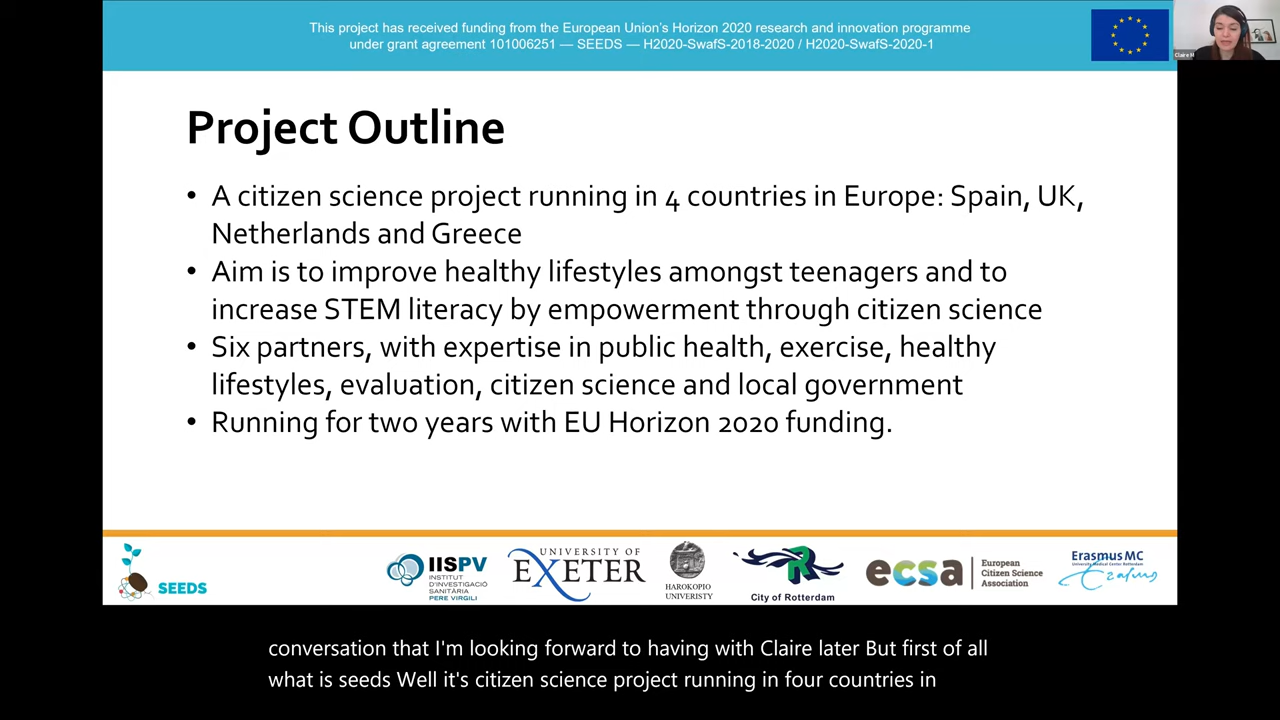 This project has received funding from the European Union's Horizon 2020 research and innovation programme
under grant agreement 101006251 — SEEDS — H2020-SwafS-2018-2020 / H2020-SwafS-2020-1
Claire M
Project Outline
• A citizen science project running in 4 countries in Europe: Spain, UK,
Netherlands and Greece
• Aim is to improve healthy lifestyles amongst teenagers and to
increase STEM literacy by empowerment through citizen science
• Six partners, with expertise in public health, exercise, healthy
lifestyles, evaluation, citizen science and local government
• Running for two years with EU Horizon 2020 funding.
SEEDS
IISPV
INSTITUT
D'INVESTIGACIÓ
SANITÀRIA
PERE VIRGILI
UNIVERSITY OF
EXETER
HAROKOPIO
UNIVERISTY
R
City of Rotterdam
ecsa
European
Citizen Science
Association
Erasmus MC
University Medical Center Rotterdam
Erasmus
conversation that I'm looking forward to having with Claire later But first of all
what is seeds Well it's citizen science project running in four countries in